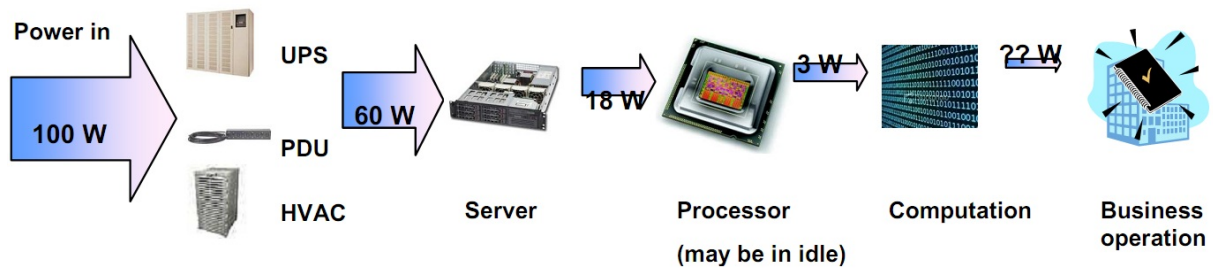 Power in
100 W
UPS
PDU
HVAC
60 W
Server
18 W
Processor
(may be in idle)
3 W
Computation
?? W
Business
operation